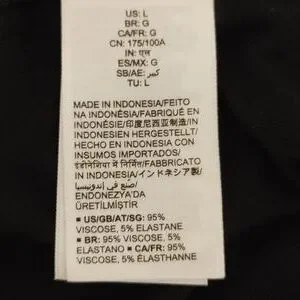 US: L
BR: G
CA/FR: G
CN: 175/100A
IN: एल
ES/MX: G
SB/AE: كبير
TU: L
MADE IN INDONESIA/FEITO
NA INDONÉSIA/FABRIQUÉ EN
INDONÉSIE/印度尼西亚制造/IN
INDONESIEN HERGESTELLT/
HECHO EN INDONESIA CON
INSUMOS IMPORTADOS/
इंडोनेशिया में निर्मित/FABBRICATO
IN INDONESIA/インドネシア製/
صنع في إندونيسيا/
ENDONEZYA'DA
ÜRETİLMİŞTİR
■ US/GB/AT/SG: 95%
VISCOSE, 5% ELASTANE
■ BR: 95% VISCOSE, 5%
ELASTANO ■ CA/FR: 95%
VISCOSE, 5% ÉLASTHANNE